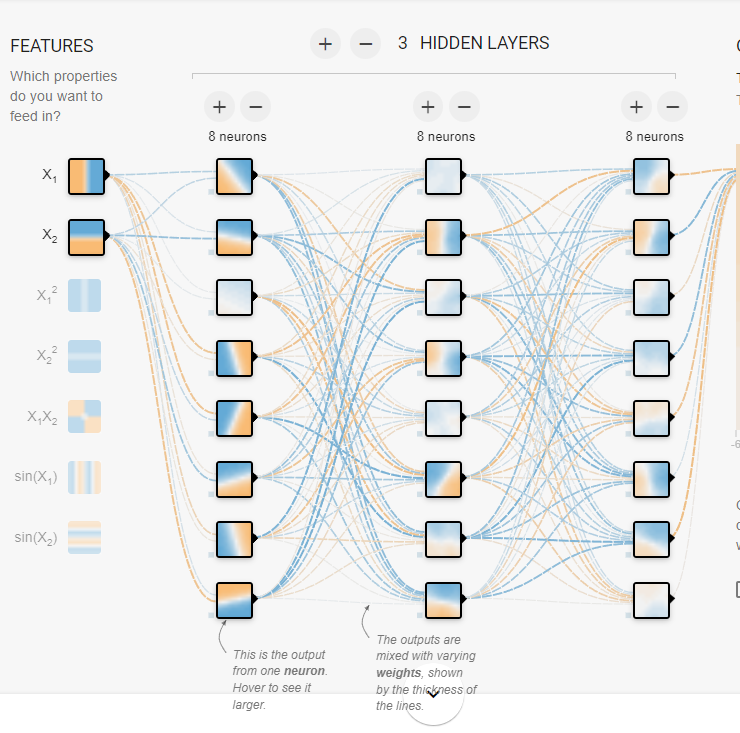 FEATURES
Which properties
do you want to
feed in?
+ − 3 HIDDEN LAYERS
+ − + − + −
8 neurons 8 neurons 8 neurons
X₁
X₂
X₁²
X₂²
X₁X₂
sin(X₁)
sin(X₂)
-6
This is the output
from one neuron.
Hover to see it
larger.
The outputs are
mixed with varying
weights, shown
by the thickness of
the lines.